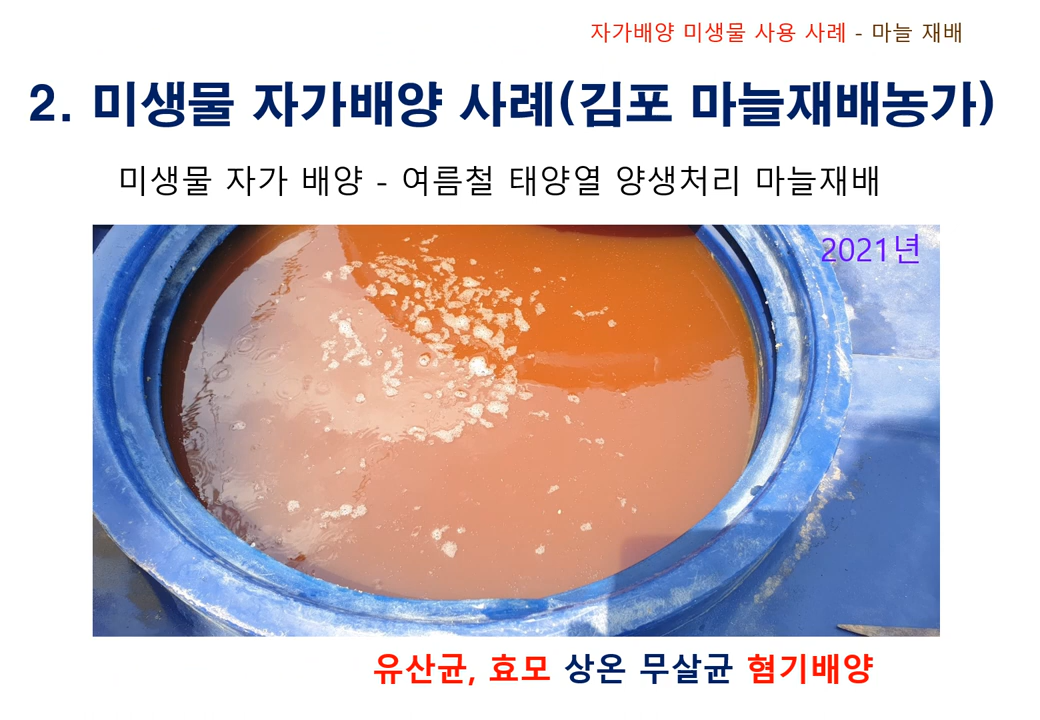 자가배양 미생물 사용 사례 - 마늘 재배
2. 미생물 자가배양 사례(김포 마늘재배농가)
미생물 자가 배양 - 여름철 태양열 양생처리 마늘재배
2021년
유산균, 효모 상온 무살균 혐기배양